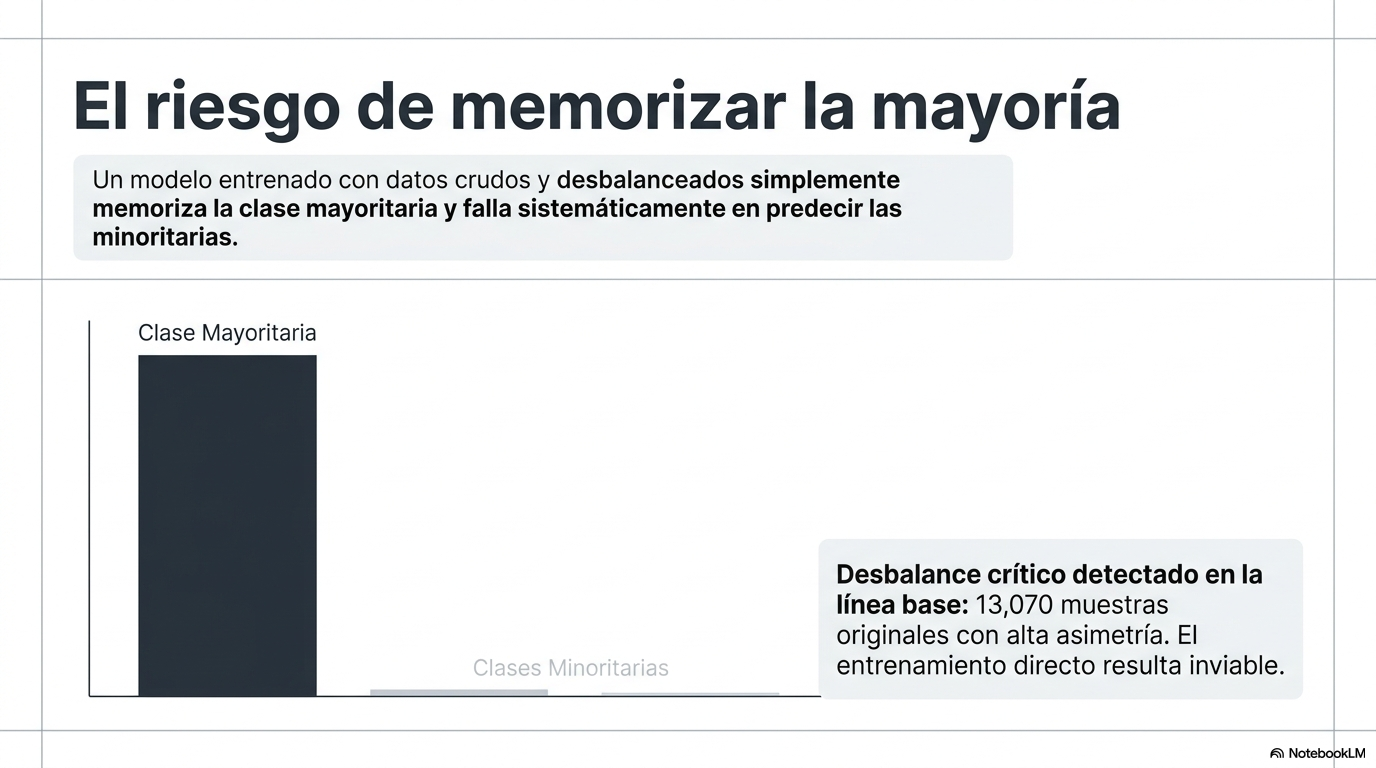 El riesgo de memorizar la mayoría
Un modelo entrenado con datos crudos y desbalanceados simplemente
memoriza la clase mayoritaria y falla sistemáticamente en predecir las
minoritarias.
Clase Mayoritaria
Clases Minoritarias
Desbalance crítico detectado en la
línea base: 13,070 muestras
originales con alta asimetría. El
entrenamiento directo resulta inviable.
NotebookLM